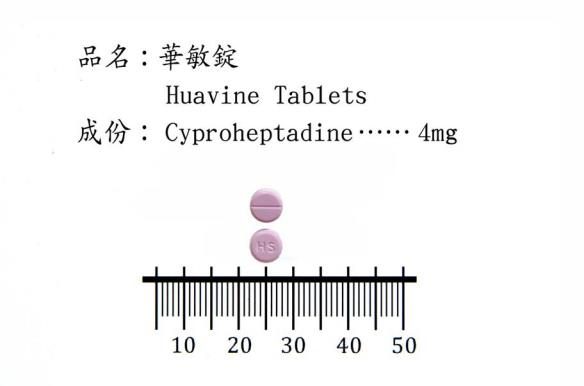 品名：華敏錠
Huavine Tablets
成份：Cyproheptadine⋯⋯ 4mg
HS
10 20 30 40 50